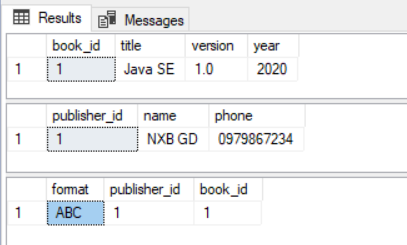 Results Messages
book_id title version year
1 1 Java SE 1.0 2020
publisher_id name phone
1 1 NXB GD 0979867234
format publisher_id book_id
1 ABC 1 1